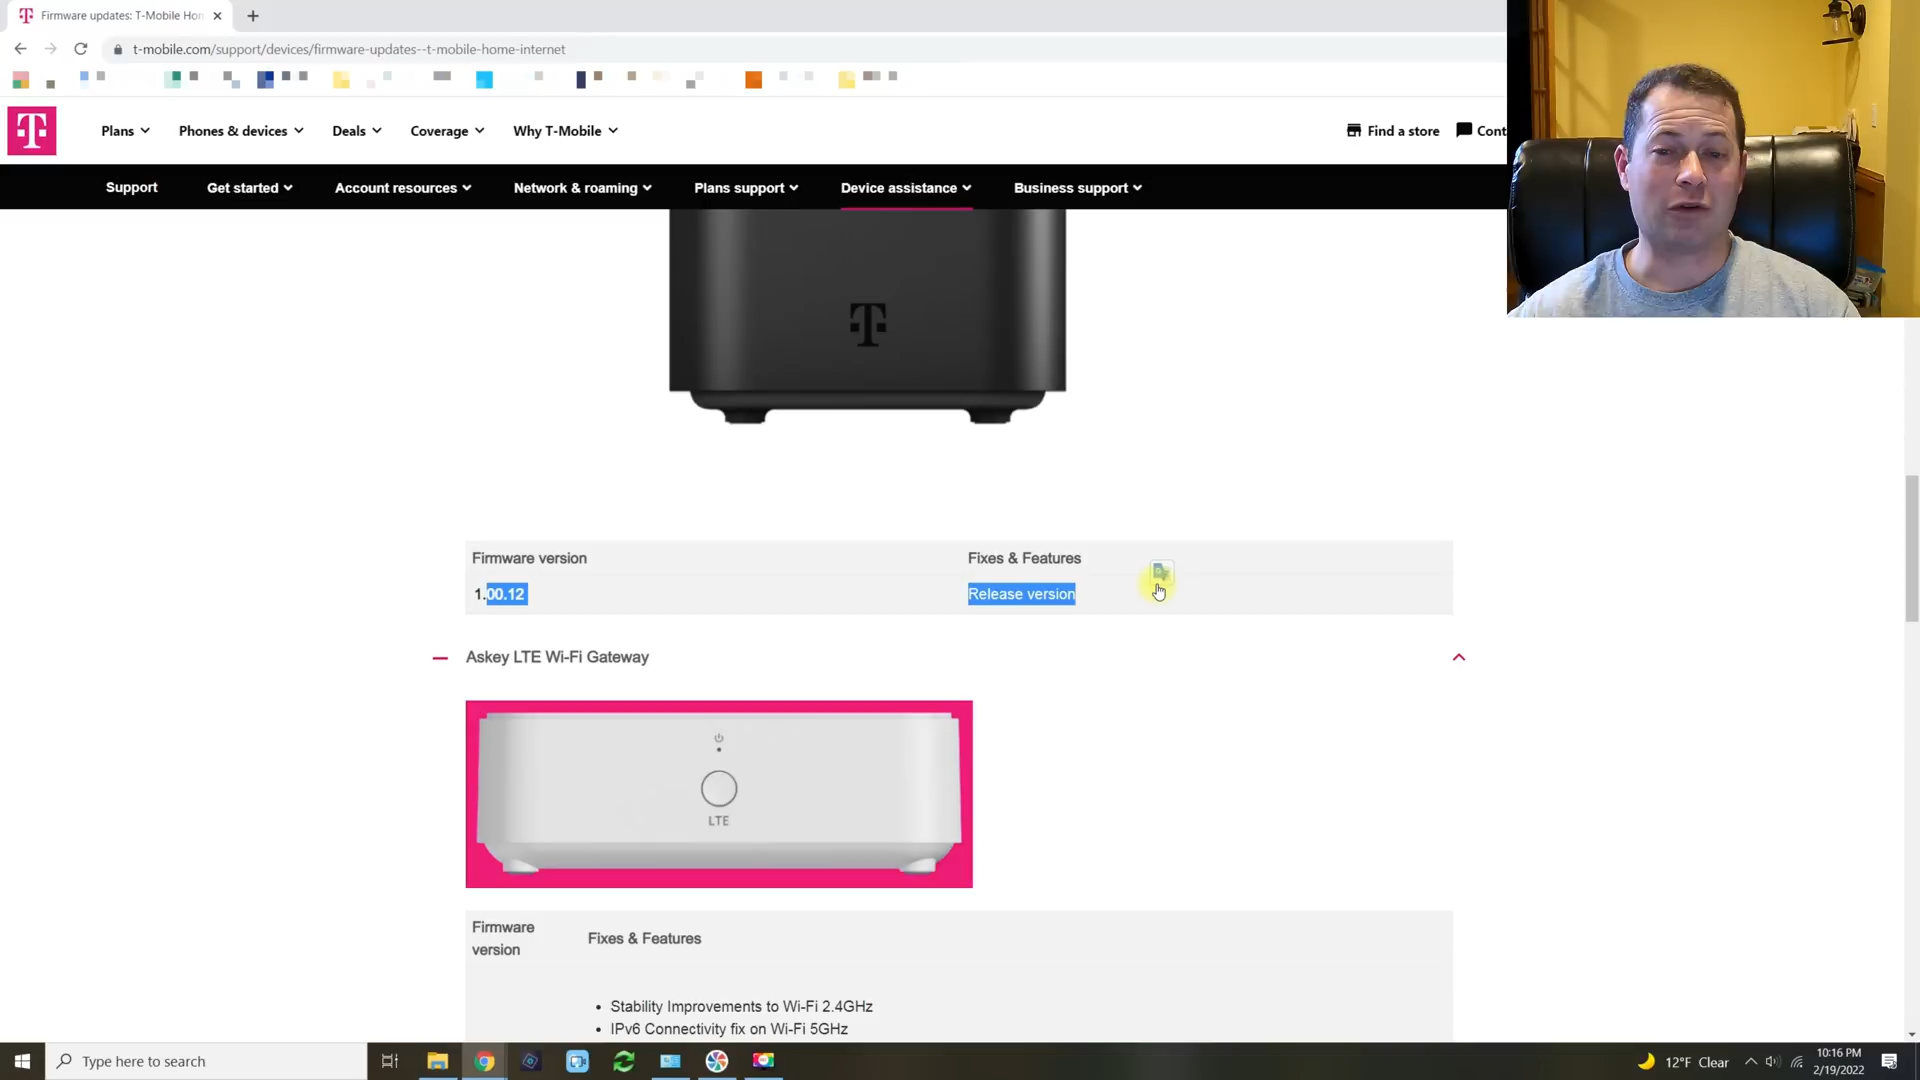 Firmware updates: T-Mobile Hor
t-mobile.com/support/devices/firmware-updates--t-mobile-home-internet
Plans
Phones & devices
Deals
Coverage
Why T-Mobile
Find a store
Cont
Support
Get started
Account resources
Network & roaming
Plans support
Device assistance
Business support
Firmware version
Fixes & Features
1.00.12
Release version
Askey LTE Wi-Fi Gateway
LTE
Firmware
version
Fixes & Features
• Stability Improvements to Wi-Fi 2.4GHz
• IPv6 Connectivity fix on Wi-Fi 5GHz
Type here to search
12°F Clear
10:16 PM
2/19/2022